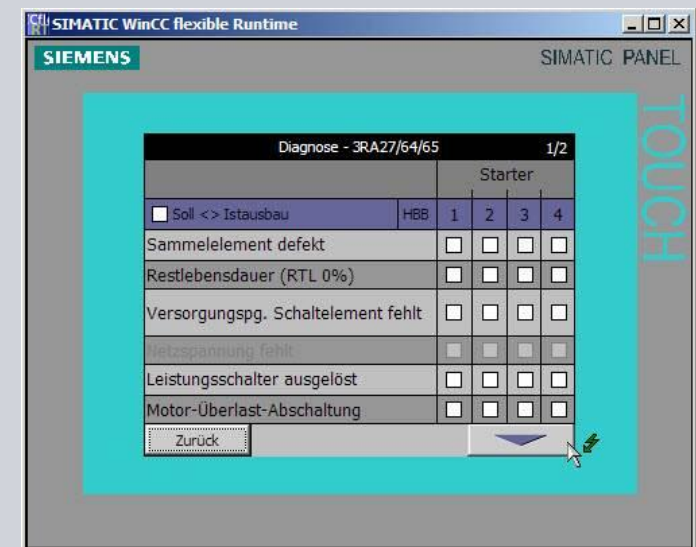 SIMATIC WinCC flexible Runtime
SIEMENS
SIMATIC PANEL
TOUCH
Diagnose - 3RA27/64/65 1/2
Starter
Soll <> Istausbau HBB 1 2 3 4
Sammelelement defekt
Restlebensdauer (RTL 0%)
Versorgungspg. Schaltelement fehlt
Netzspannung fehlt
Leistungsschalter ausgelöst
Motor-Überlast-Abschaltung
Zurück